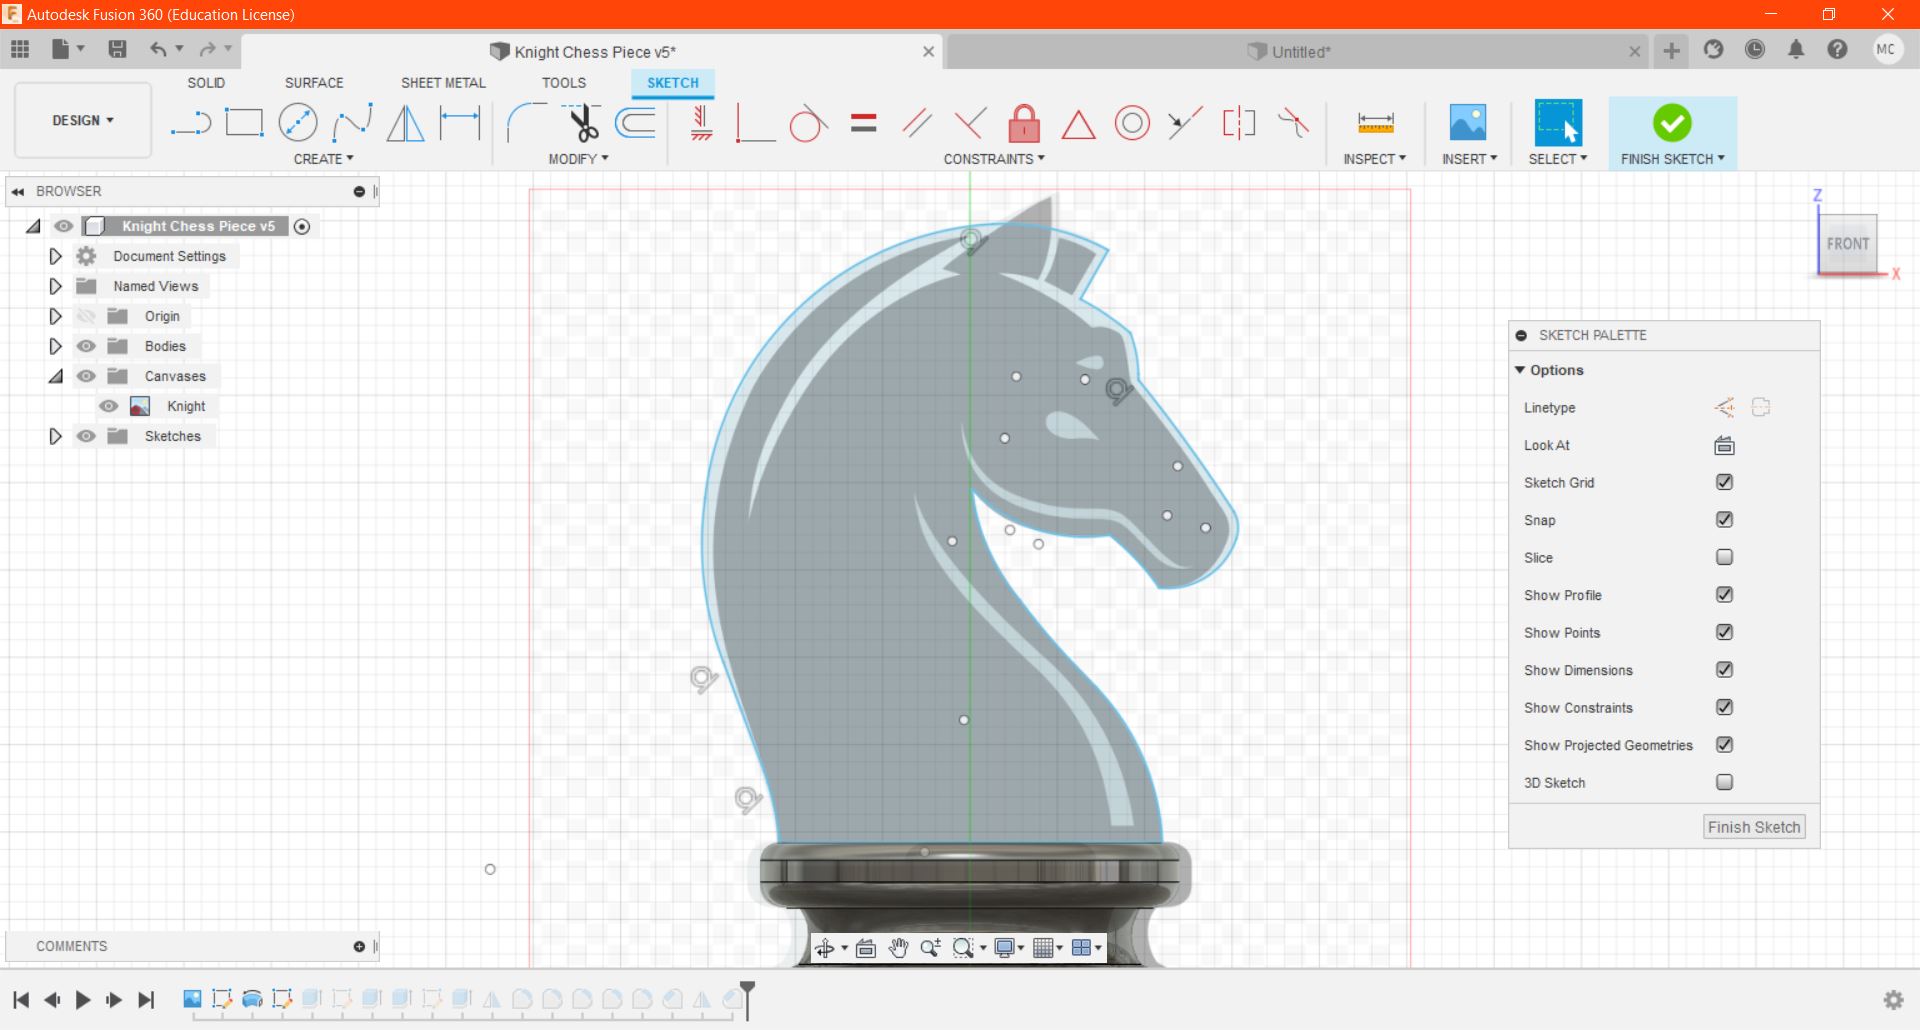 Autodesk Fusion 360 (Education License)
Knight Chess Piece v5*
Untitled*
MC
DESIGN
SOLID
SURFACE
SHEET METAL
TOOLS
SKETCH
CREATE
MODIFY
CONSTRAINTS
INSPECT
INSERT
SELECT
FINISH SKETCH
BROWSER
Knight Chess Piece v5
Document Settings
Named Views
Origin
Bodies
Canvases
Knight
Sketches
Z
FRONT
X
SKETCH PALETTE
Options
Linetype
Look At
Sketch Grid
Snap
Slice
Show Profile
Show Points
Show Dimensions
Show Constraints
Show Projected Geometries
3D Sketch
Finish Sketch
COMMENTS